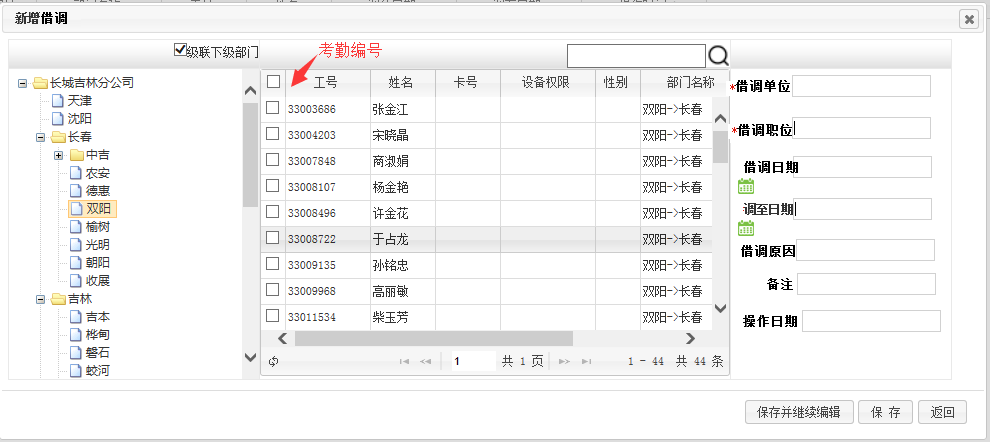 新增借调
级联下级部门
考勤编号
长城吉林分公司
天津
沈阳
长春
中吉
农安
德惠
双阳
榆树
光明
朝阳
收展
吉林
吉本
桦甸
磐石
蛟河
工号 姓名 卡号 设备权限 性别 部门名称
33003686 张金江 双阳->长春
33004203 宋晓晶 双阳->长春
33007848 商淑娟 双阳->长春
33008107 杨金艳 双阳->长春
33008496 许金花 双阳->长春
33008722 于占龙 双阳->长春
33009135 孙铭忠 双阳->长春
33009968 高丽敏 双阳->长春
33011534 柴玉芳 双阳->长春
1 共 1 页 1 - 44 共 44 条
*借调单位
*借调职位
借调日期
调至日期
借调原因
备注
操作日期
保存并继续编辑 保 存 返回